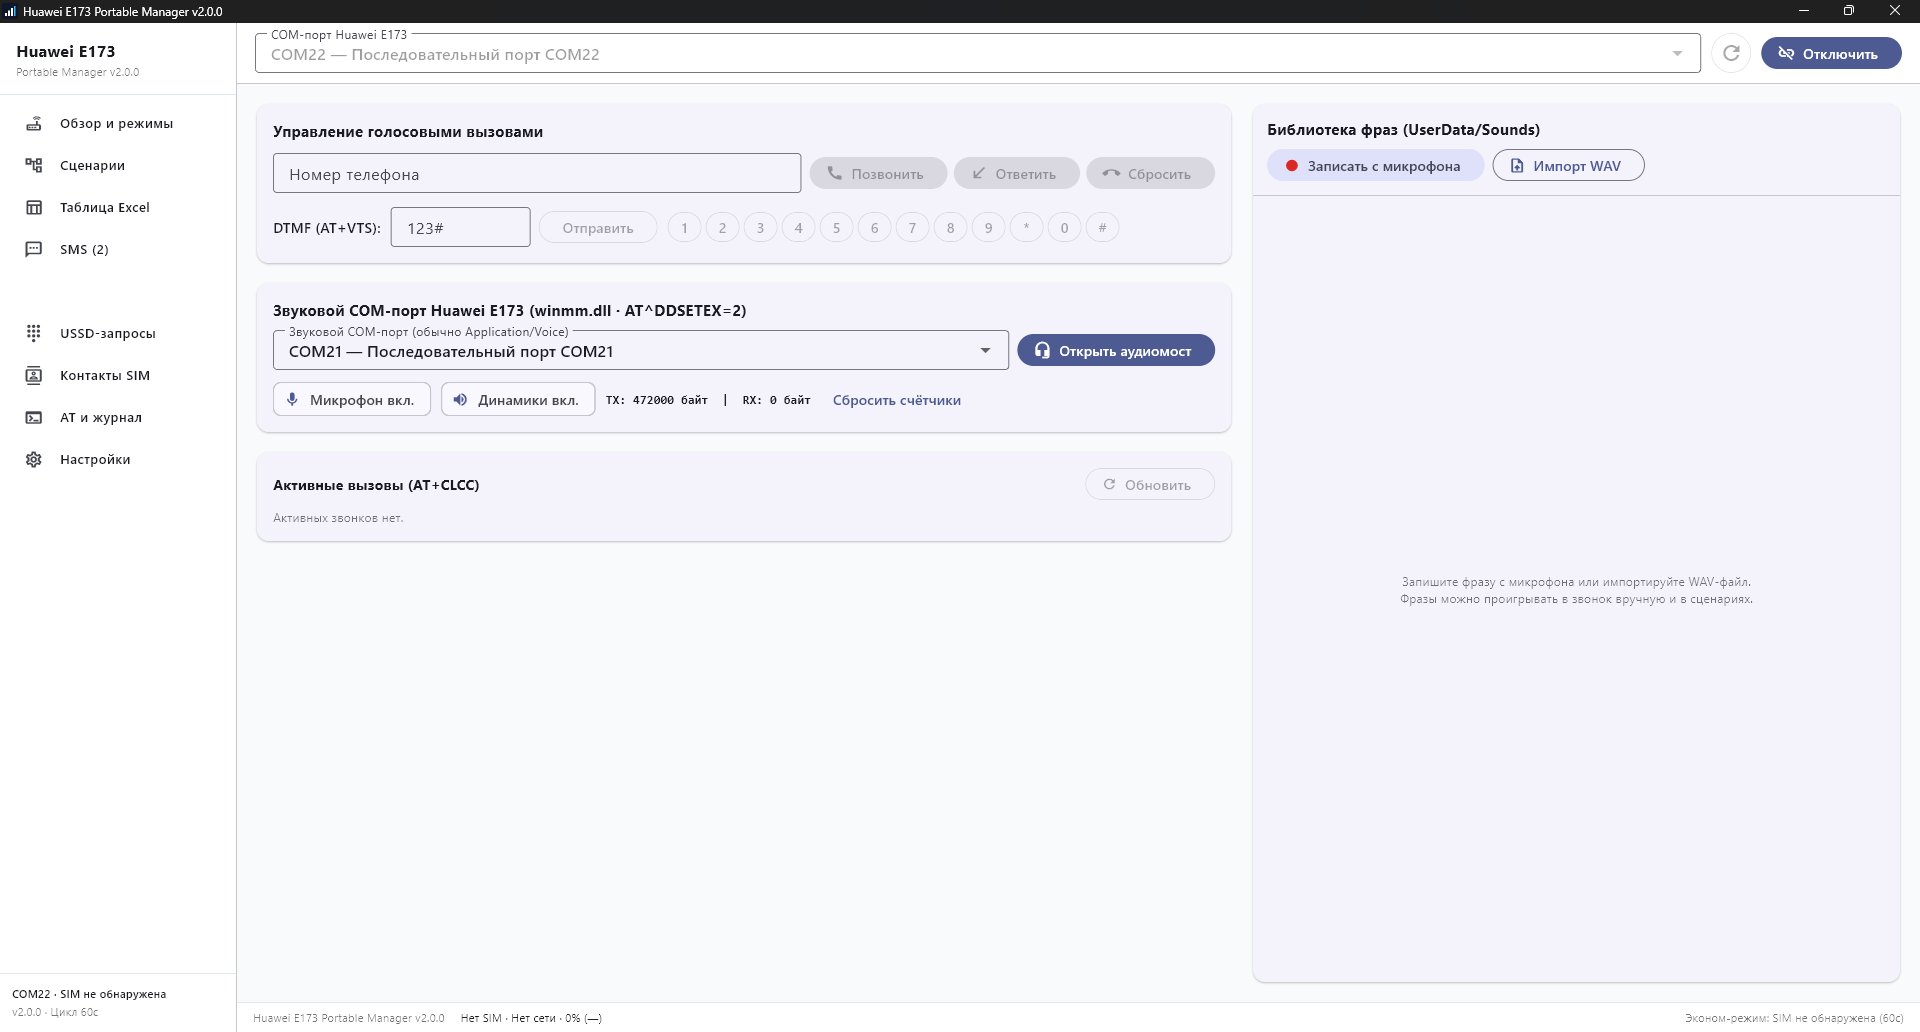 Huawei E173 Portable Manager v2.0.0
Huawei E173
Portable Manager v2.0.0
Обзор и режимы
Сценарии
Таблица Excel
SMS (2)
USSD-запросы
Контакты SIM
AT и журнал
Настройки
COM22 · SIM не обнаружена
v2.0.0 · Цикл 60с
COM-порт Huawei E173
COM22 — Последовательный порт COM22
Отключить
Управление голосовыми вызовами
Номер телефона
Позвонить
Ответить
Сбросить
DTMF (AT+VTS):
123#
Отправить
1 2 3 4 5 6 7 8 9 * 0 #
Звуковой COM-порт Huawei E173 (winmm.dll · AT^DDSETEX=2)
Звуковой COM-порт (обычно Application/Voice)
COM21 — Последовательный порт COM21
Открыть аудиомост
Микрофон вкл.
Динамики вкл.
TX: 472000 байт | RX: 0 байт
Сбросить счётчики
Активные вызовы (AT+CLCC)
Обновить
Активных звонков нет.
Библиотека фраз (UserData/Sounds)
Записать с микрофона
Импорт WAV
Запишите фразу с микрофона или импортируйте WAV-файл.
Фразы можно проигрывать в звонок вручную и в сценариях.
Huawei E173 Portable Manager v2.0.0
Нет SIM · Нет сети · 0% (—)
Эконом-режим: SIM не обнаружена (60с)